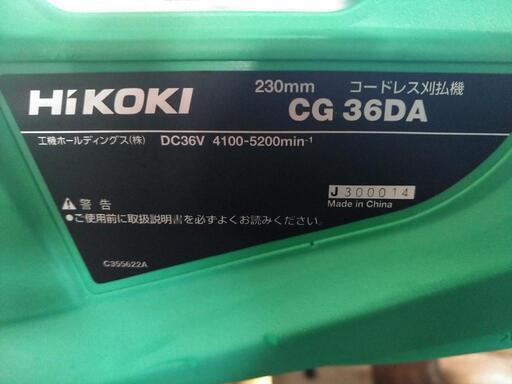 230mm コードレス刈払機
HiKOKI CG 36DA
工機ホールディングス(株) DC36V 4100-5200min⁻¹
J300014
Made in China
⚠警告
●ご使用前に取扱説明書を必ずよくお読みください。
C355622A